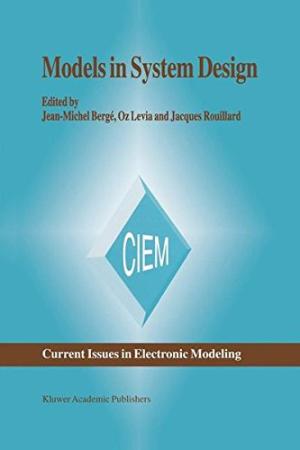 Models in System Design
Edited by
Jean-Michel Bergé, Oz Levia and Jacques Rouillard
CIEM
Current Issues in Electronic Modeling
Kluwer Academic Publishers